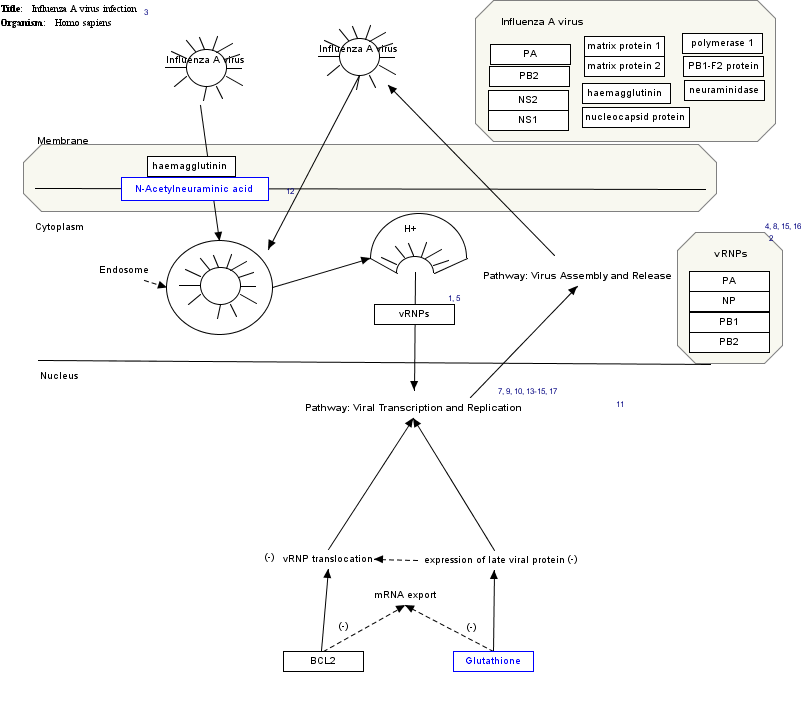 Title: Influenza A virus infection 3
Organism: Homo sapiens
Influenza A virus
Influenza A virus
Influenza A virus
PA
PB2
NS2
NS1
matrix protein 1
matrix protein 2
haemagglutinin
nucleocapsid protein
polymerase 1
PB1-F2 protein
neuraminidase
Membrane
haemagglutinin
N-Acetylneuraminic acid
12
Cytoplasm
H+
Endosome
Pathway: Virus Assembly and Release
4, 8, 15, 16
2
vRNPs
PA
NP
PB1
PB2
1, 5
vRNPs
Nucleus
7, 9, 10, 13-15, 17
11
Pathway: Viral Transcription and Replication
(-) vRNP translocation
expression of late viral protein (-)
mRNA export
(-)
(-)
BCL2
Glutathione